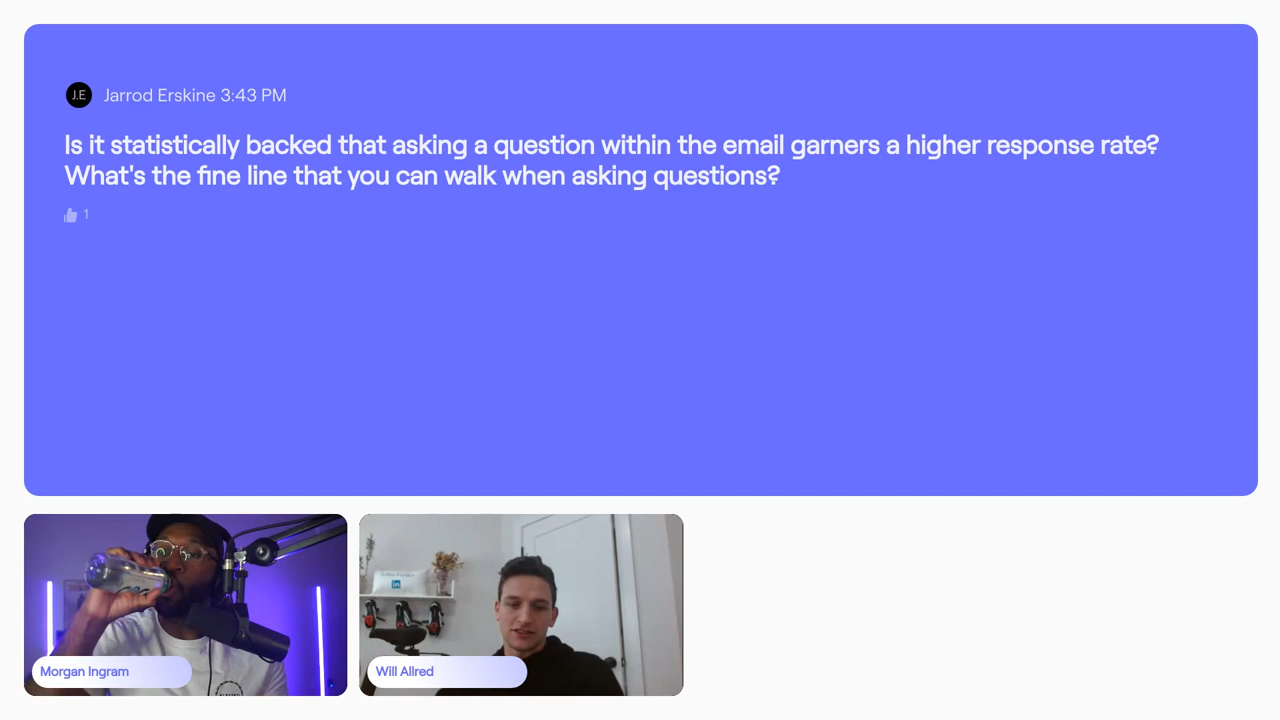 J.E
Jarrod Erskine 3:43 PM
Is it statistically backed that asking a question within the email garners a higher response rate?
What's the fine line that you can walk when asking questions?
1
Morgan Ingram
Will Allred
in